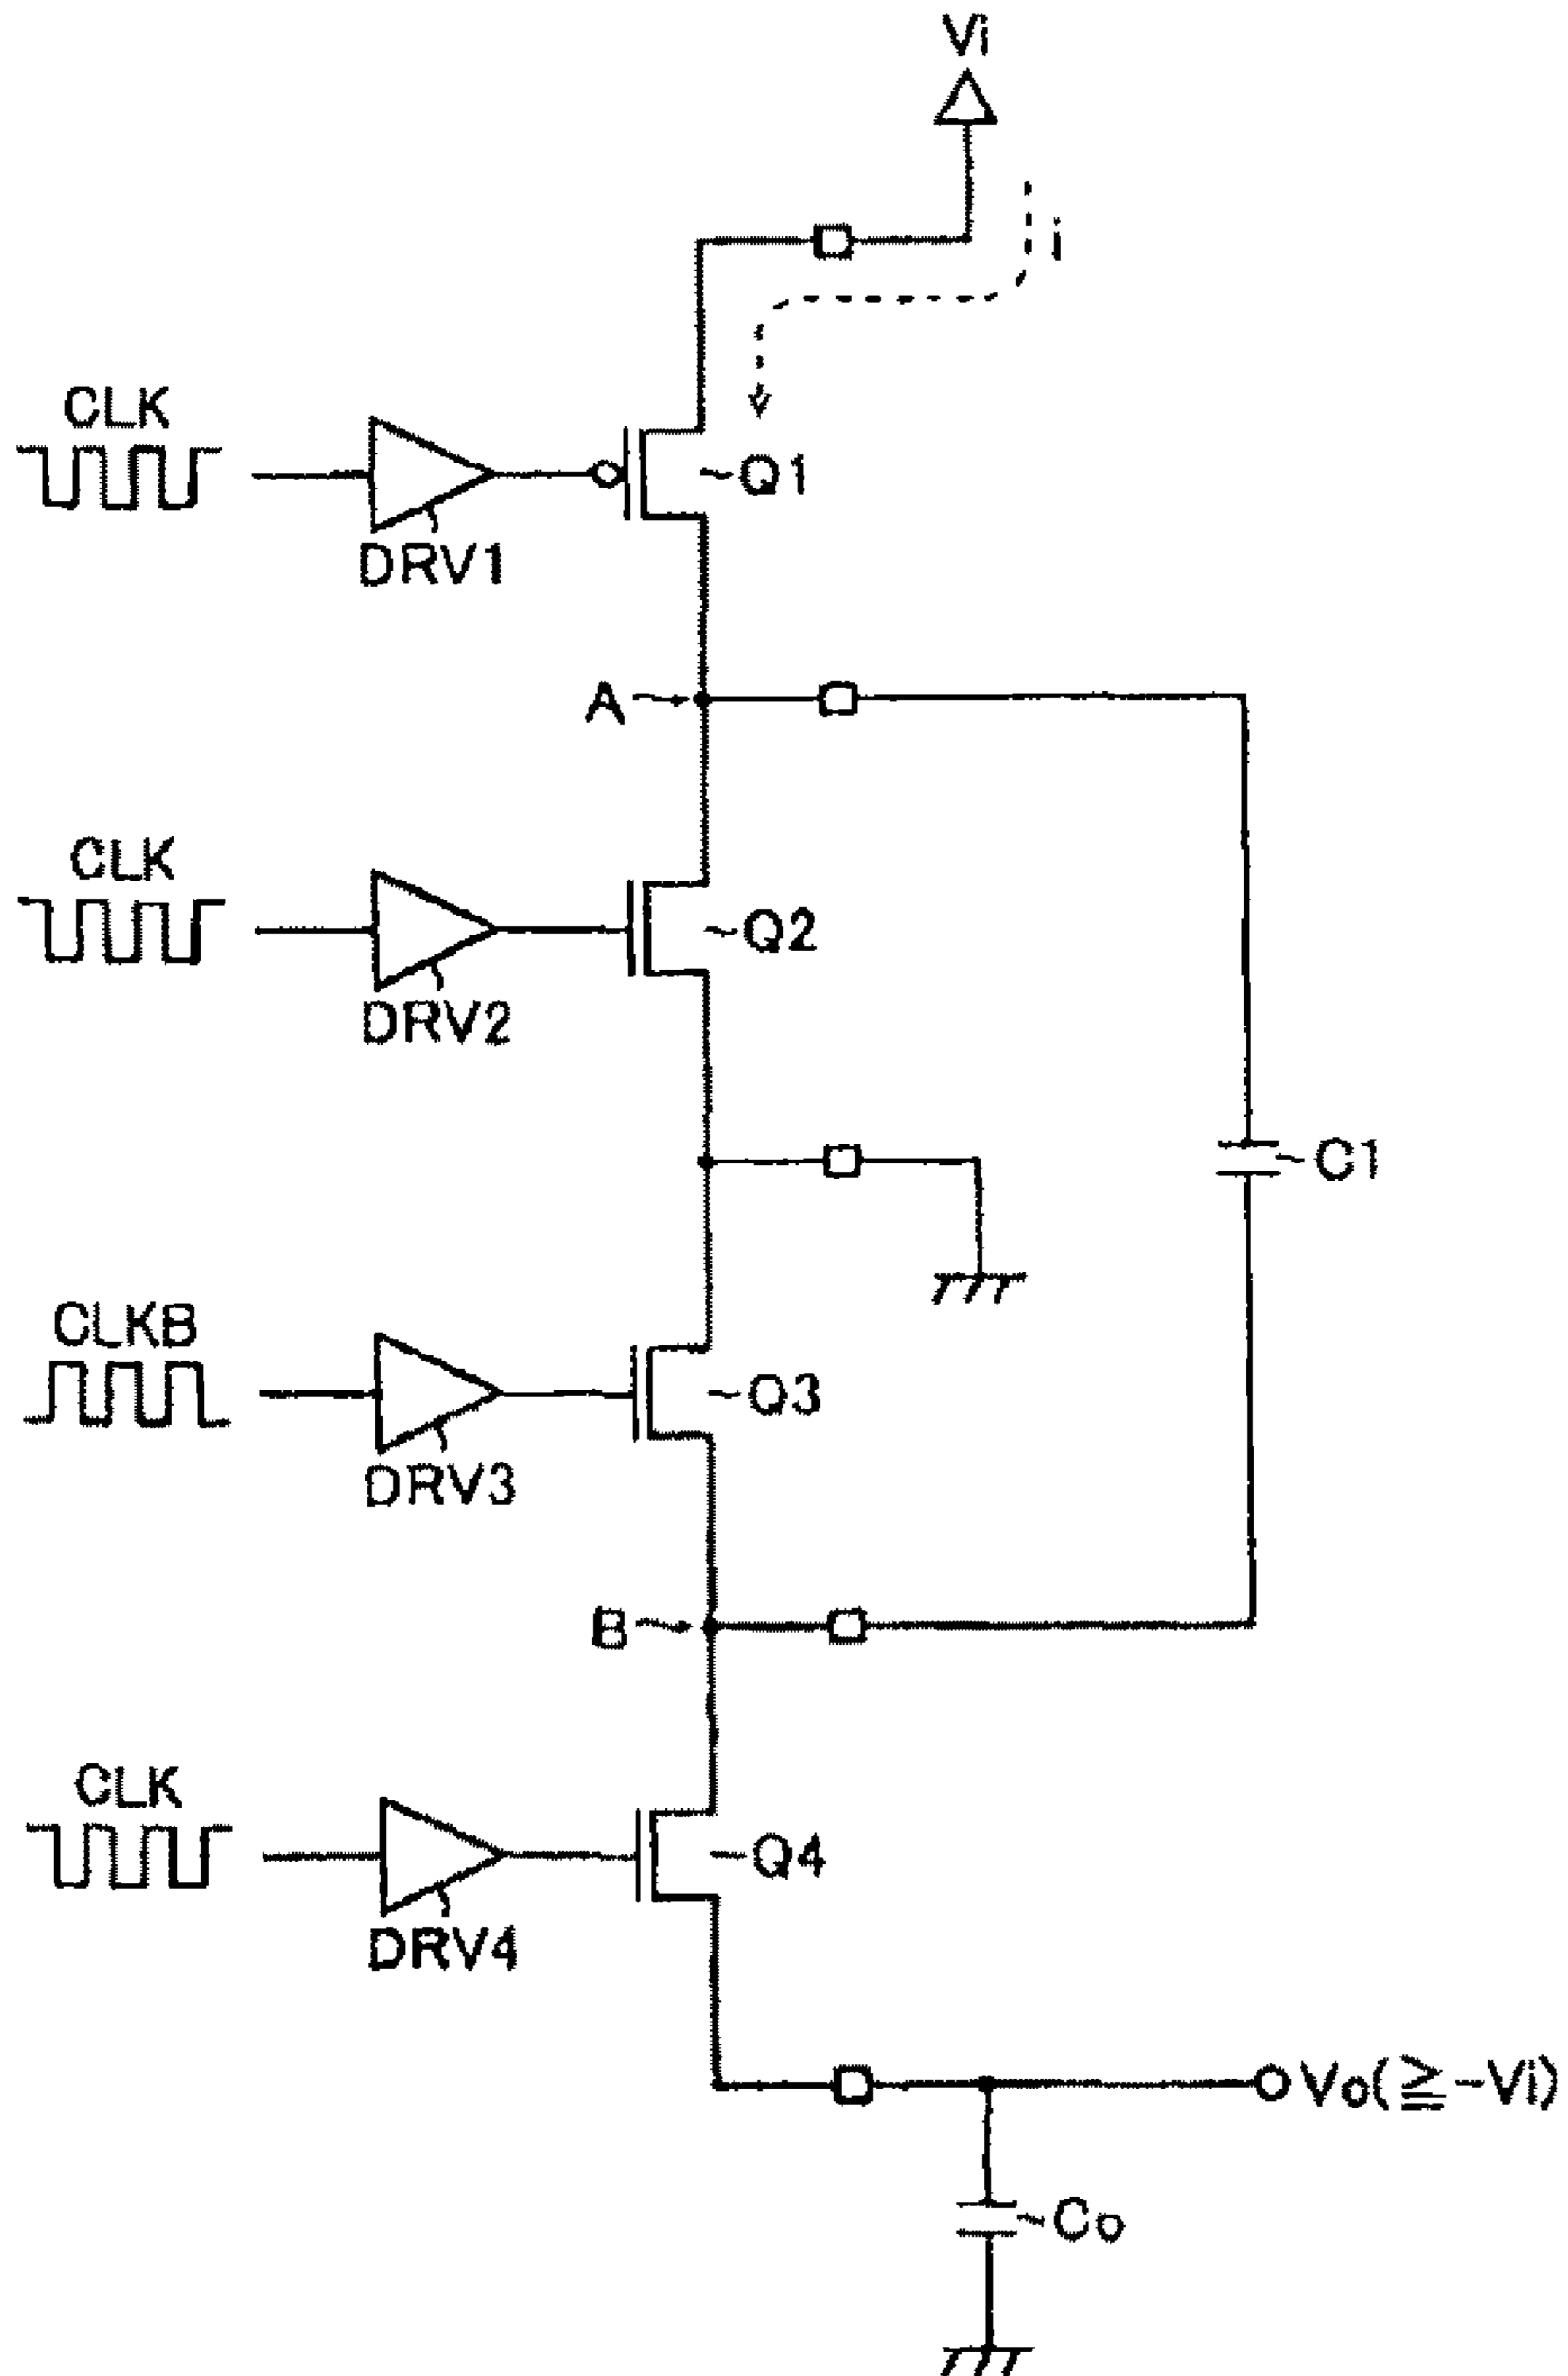 Vi
i
CLK
Q1
DRV1
A
CLK
Q2
DRV2
C1
CLKB
Q3
DRV3
B
CLK
Q4
DRV4
Vo(≧-Vi)
Co